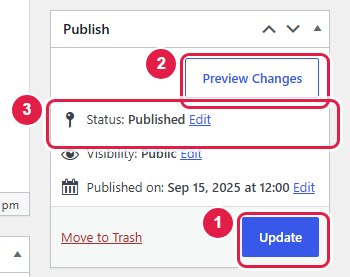 Publish
2
Preview Changes
3
Status: Published Edit
Visibility: Public Edit
Published on: Sep 15, 2025 at 12:00 Edit
pm
1
Move to Trash
Update